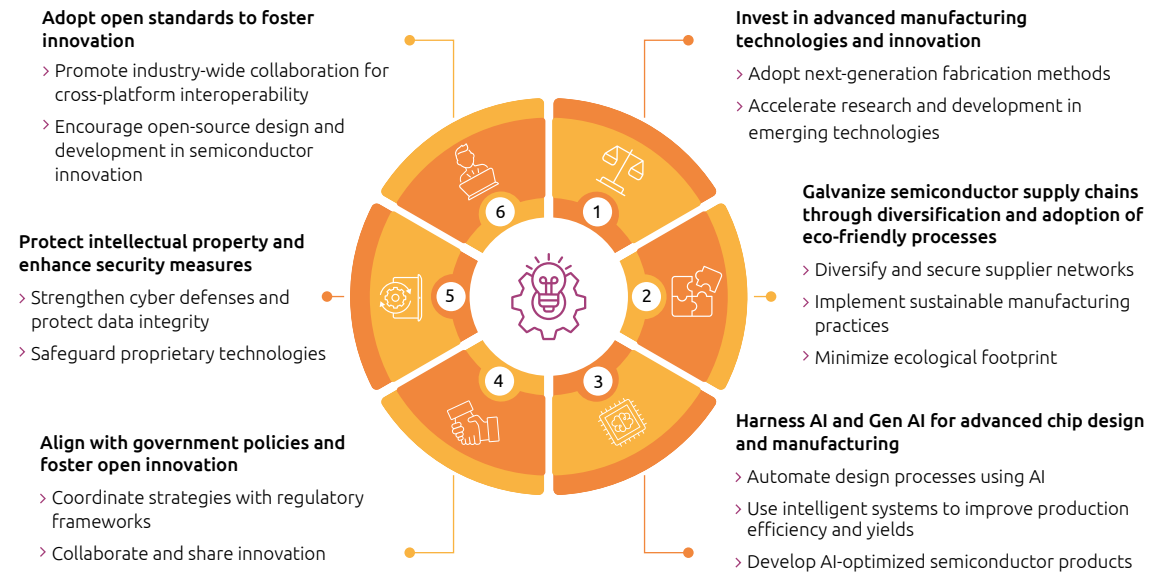 Adopt open standards to foster
innovation
> Promote industry-wide collaboration for
cross-platform interoperability
> Encourage open-source design and
development in semiconductor
innovation
Invest in advanced manufacturing
technologies and innovation
> Adopt next-generation fabrication methods
> Accelerate research and development in
emerging technologies
Protect intellectual property and
enhance security measures
> Strengthen cyber defenses and
protect data integrity
> Safeguard proprietary technologies
6
1
5
2
4
3
Galvanize semiconductor supply chains
through diversification and adoption of
eco-friendly processes
> Diversify and secure supplier networks
> Implement sustainable manufacturing
practices
> Minimize ecological footprint
Align with government policies and
foster open innovation
> Coordinate strategies with regulatory
frameworks
> Collaborate and share innovation
Harness AI and Gen AI for advanced chip design
and manufacturing
> Automate design processes using AI
> Use intelligent systems to improve production
efficiency and yields
> Develop AI-optimized semiconductor products